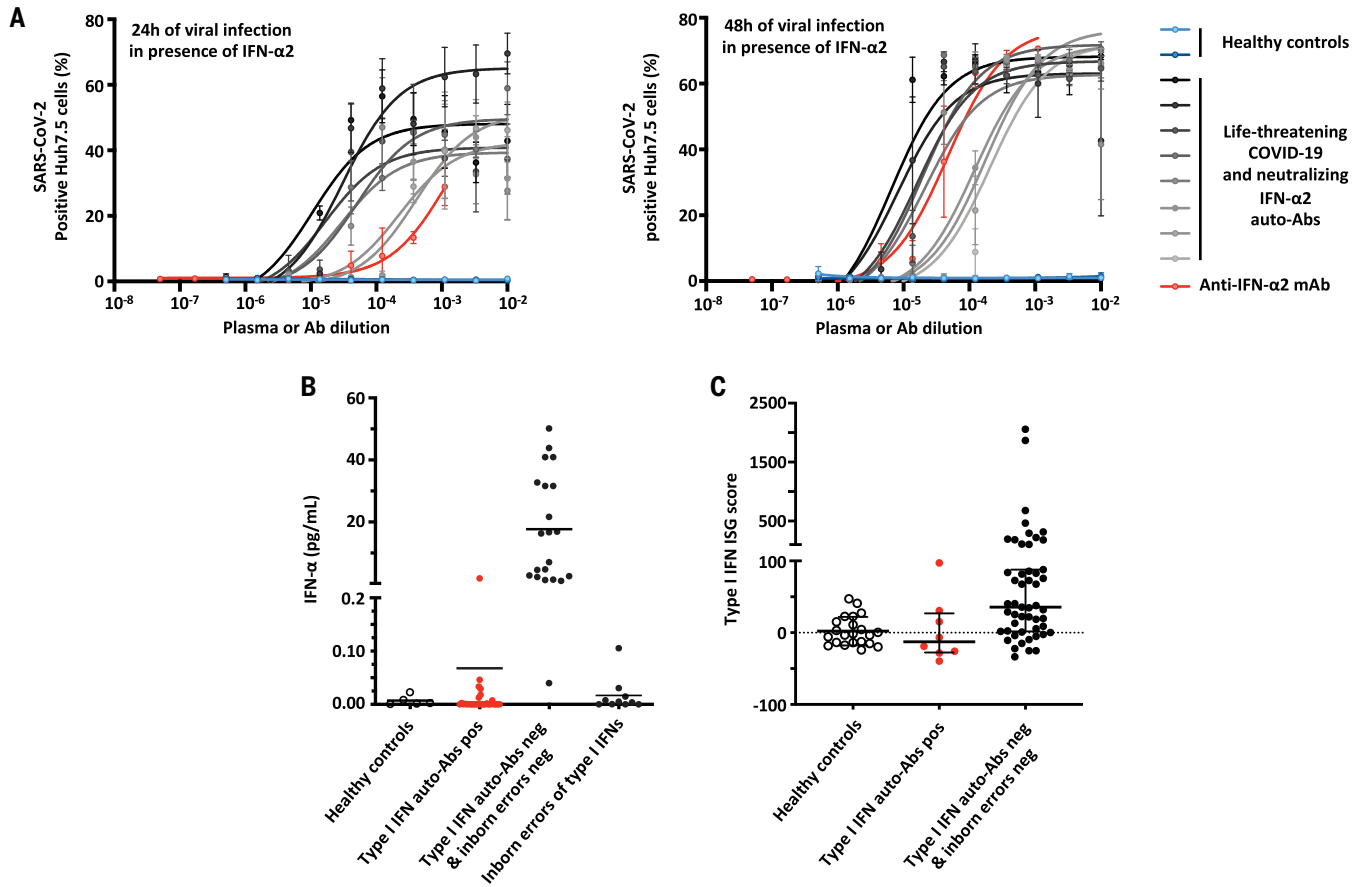 A
24h of viral infection
in presence of IFN-α2
SARS-CoV-2
Positive Huh7.5 cells (%)
80
60
40
20
0
10-8
10-7
10-6
10-5
10-4
10-3
10-2
Plasma or Ab dilution
48h of viral infection
in presence of IFN-α2
SARS-CoV-2
positive Huh7.5 cells (%)
80
60
40
20
0
10-8
10-7
10-6
10-5
10-4
10-3
10-2
Plasma or Ab dilution
Healthy controls
Life-threatening
COVID-19
and neutralizing
IFN-α2
auto-Abs
Anti-IFN-α2 mAb
B
IFN-α (pg/mL)
60
40
20
0.2
0.10
0.00
Healthy controls
Type I IFN auto-Abs pos
Type I IFN auto-Abs neg
& inborn errors neg
Inborn errors of type I IFNs
C
Type I IFN ISG score
2500
1500
500
100
0
-100
Healthy controls
Type I IFN auto-Abs pos
Type I IFN auto-Abs neg
& inborn errors neg